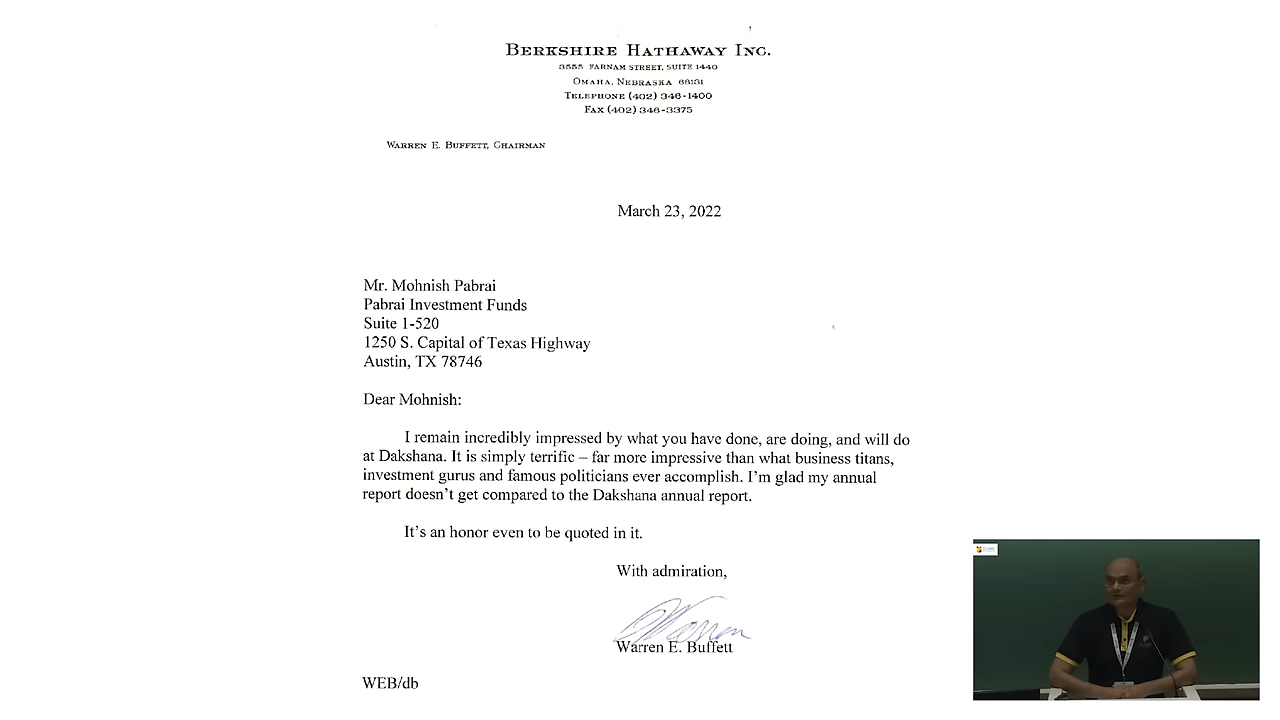 BERKSHIRE HATHAWAY INC.
3555 FARNAM STREET, SUITE 1440
OMAHA, NEBRASKA 68131
TELEPHONE (402) 346-1400
FAX (402) 346-3375
WARREN E. BUFFETT, CHAIRMAN
March 23, 2022
Mr. Mohnish Pabrai
Pabrai Investment Funds
Suite 1-520
1250 S. Capital of Texas Highway
Austin, TX 78746
Dear Mohnish:
I remain incredibly impressed by what you have done, are doing, and will do
at Dakshana. It is simply terrific – far more impressive than what business titans,
investment gurus and famous politicians ever accomplish. I'm glad my annual
report doesn't get compared to the Dakshana annual report.
It's an honor even to be quoted in it.
With admiration,
Warren
Warren E. Buffett
WEB/db